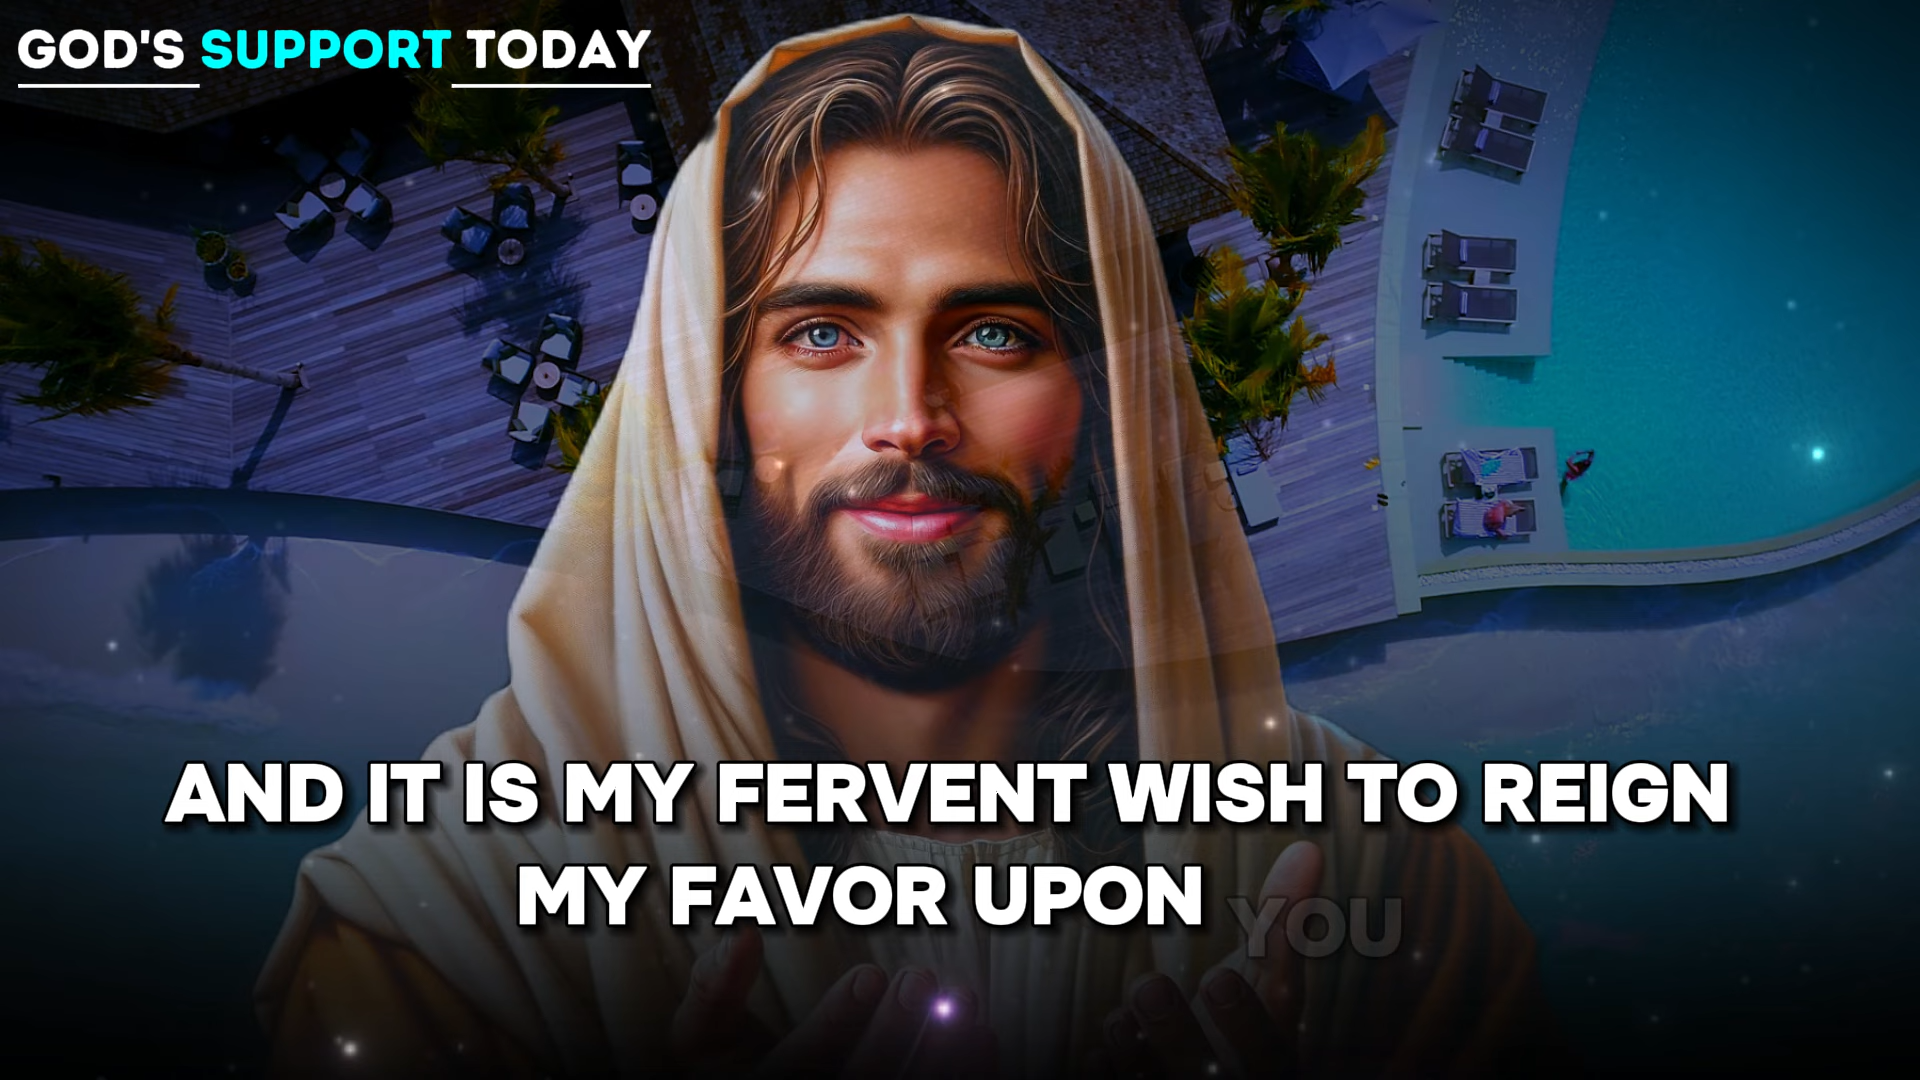 GOD'S SUPPORT TODAY
AND IT IS MY FERVENT WISH TO REIGN
MY FAVOR UPON YOU